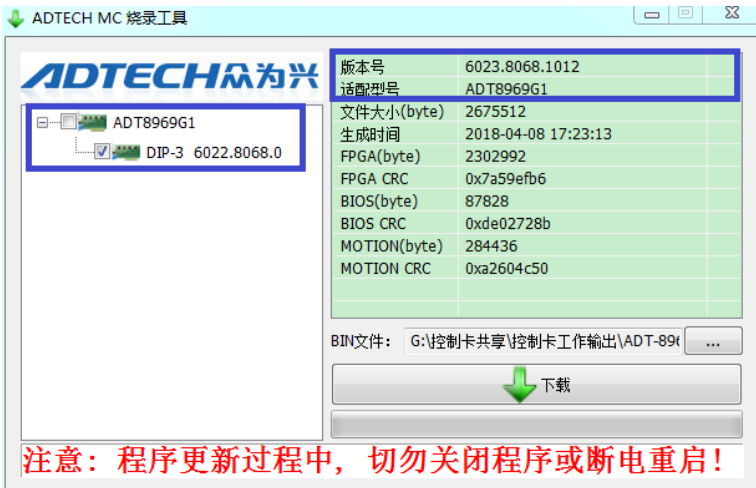 ADTECH MC 烧录工具
ADTECH众为兴
ADT8969G1
DIP-3 6022.8068.0
版本号 6023.8068.1012
适配型号 ADT8969G1
文件大小(byte) 2675512
生成时间 2018-04-08 17:23:13
FPGA(byte) 2302992
FPGA CRC 0x7a59efb6
BIOS(byte) 87828
BIOS CRC 0xde02728b
MOTION(byte) 284436
MOTION CRC 0xa2604c50
BIN文件： G:\控制卡共享\控制卡工作输出\ADT-896 ...
下载
注意：程序更新过程中，切勿关闭程序或断电重启！